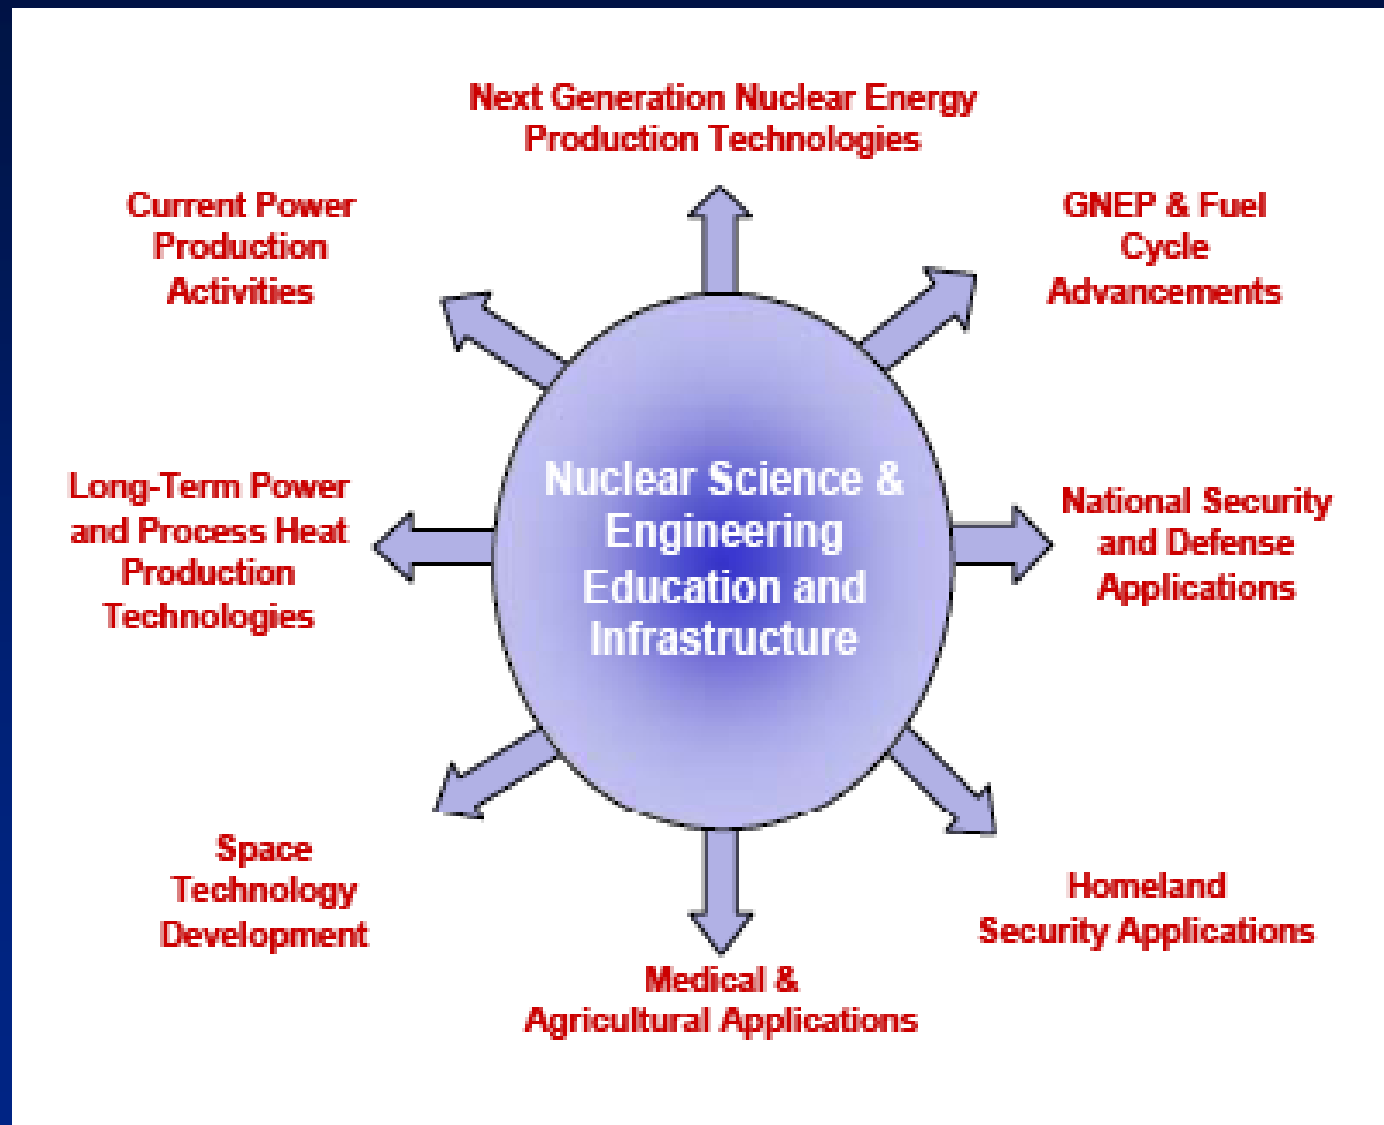 Next Generation Nuclear Energy
Production Technologies
Current Power
Production
Activities
GNEP & Fuel
Cycle
Advancements
Long-Term Power
and Process Heat
Production
Technologies
Nuclear Science &
Engineering
Education and
Infrastructure
National Security
and Defense
Applications
Space
Technology
Development
Homeland
Security Applications
Medical &
Agricultural Applications